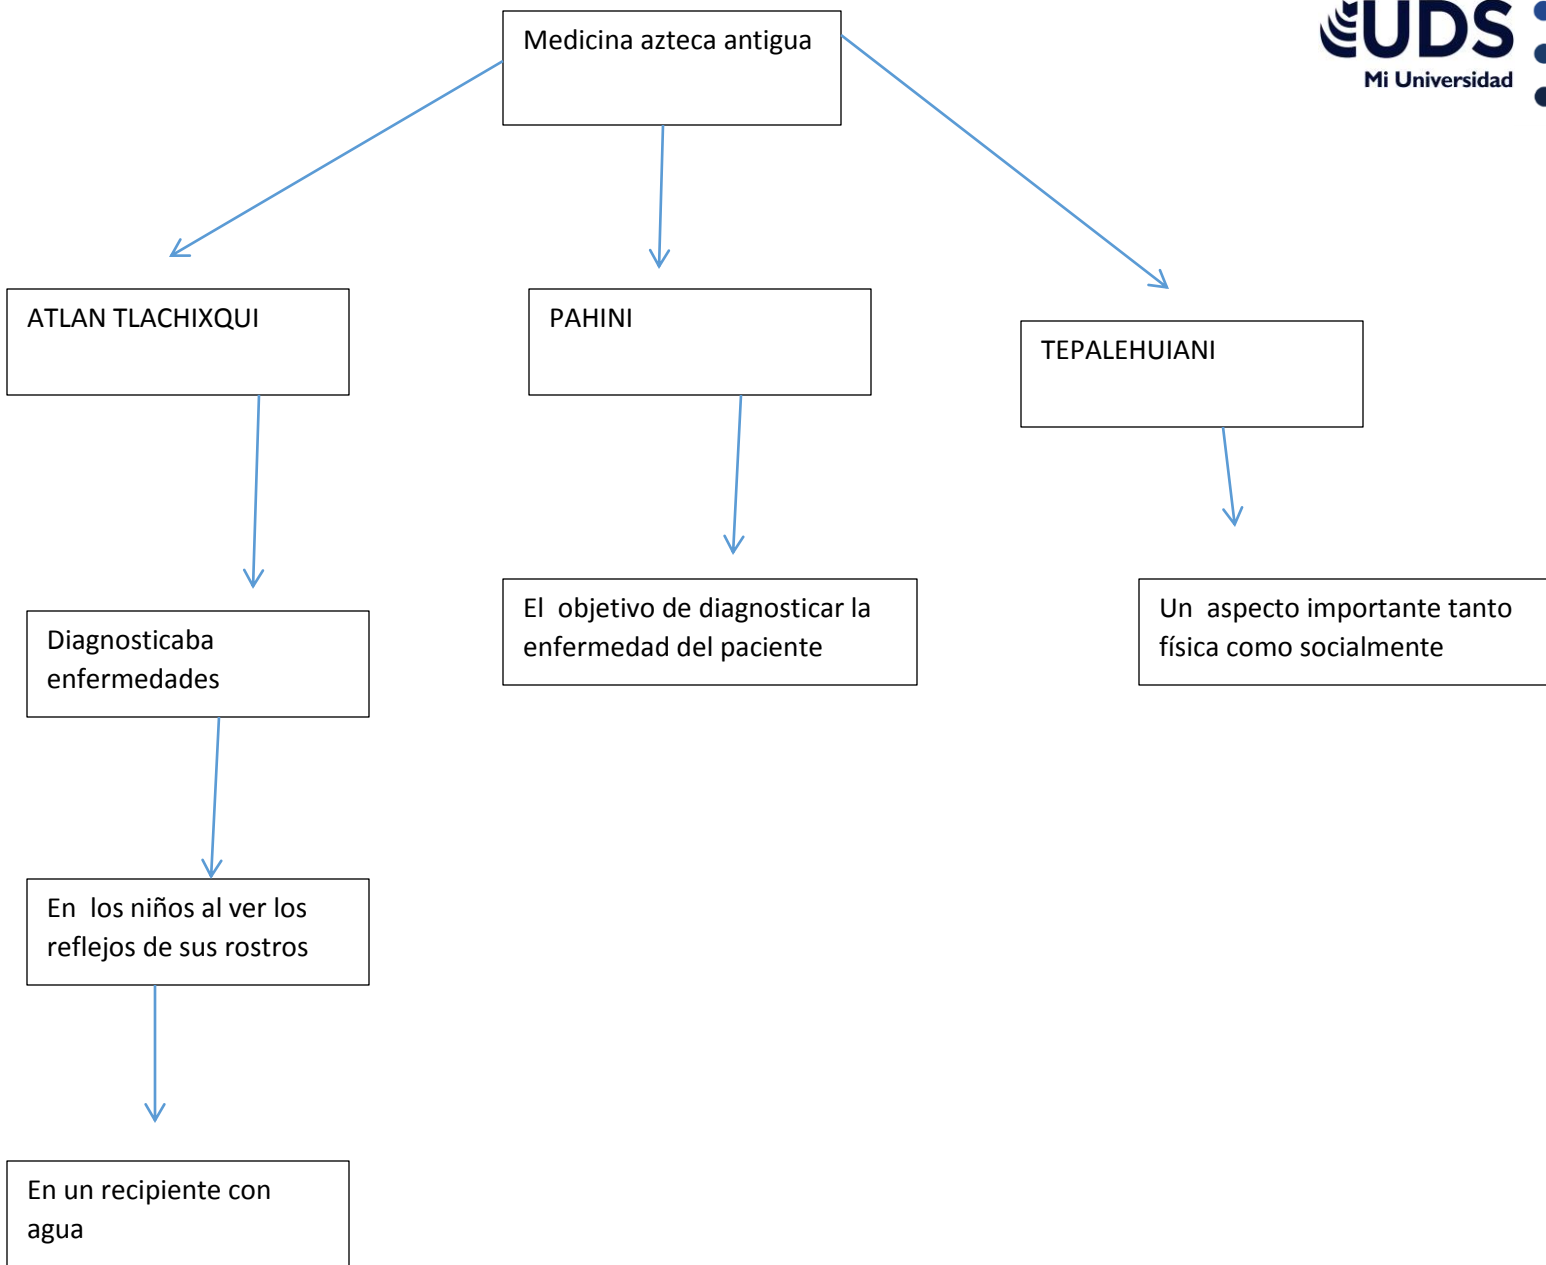 Medicina azteca antigua
UDS
Mi Universidad
ATLAN TLACHIXQUI
PAHINI
TEPALEHUIANI
Diagnosticaba
enfermedades
El  objetivo de diagnosticar la
enfermedad del paciente
Un  aspecto importante tanto
física como socialmente
En  los niños al ver los
reflejos de sus rostros
En un recipiente con
agua